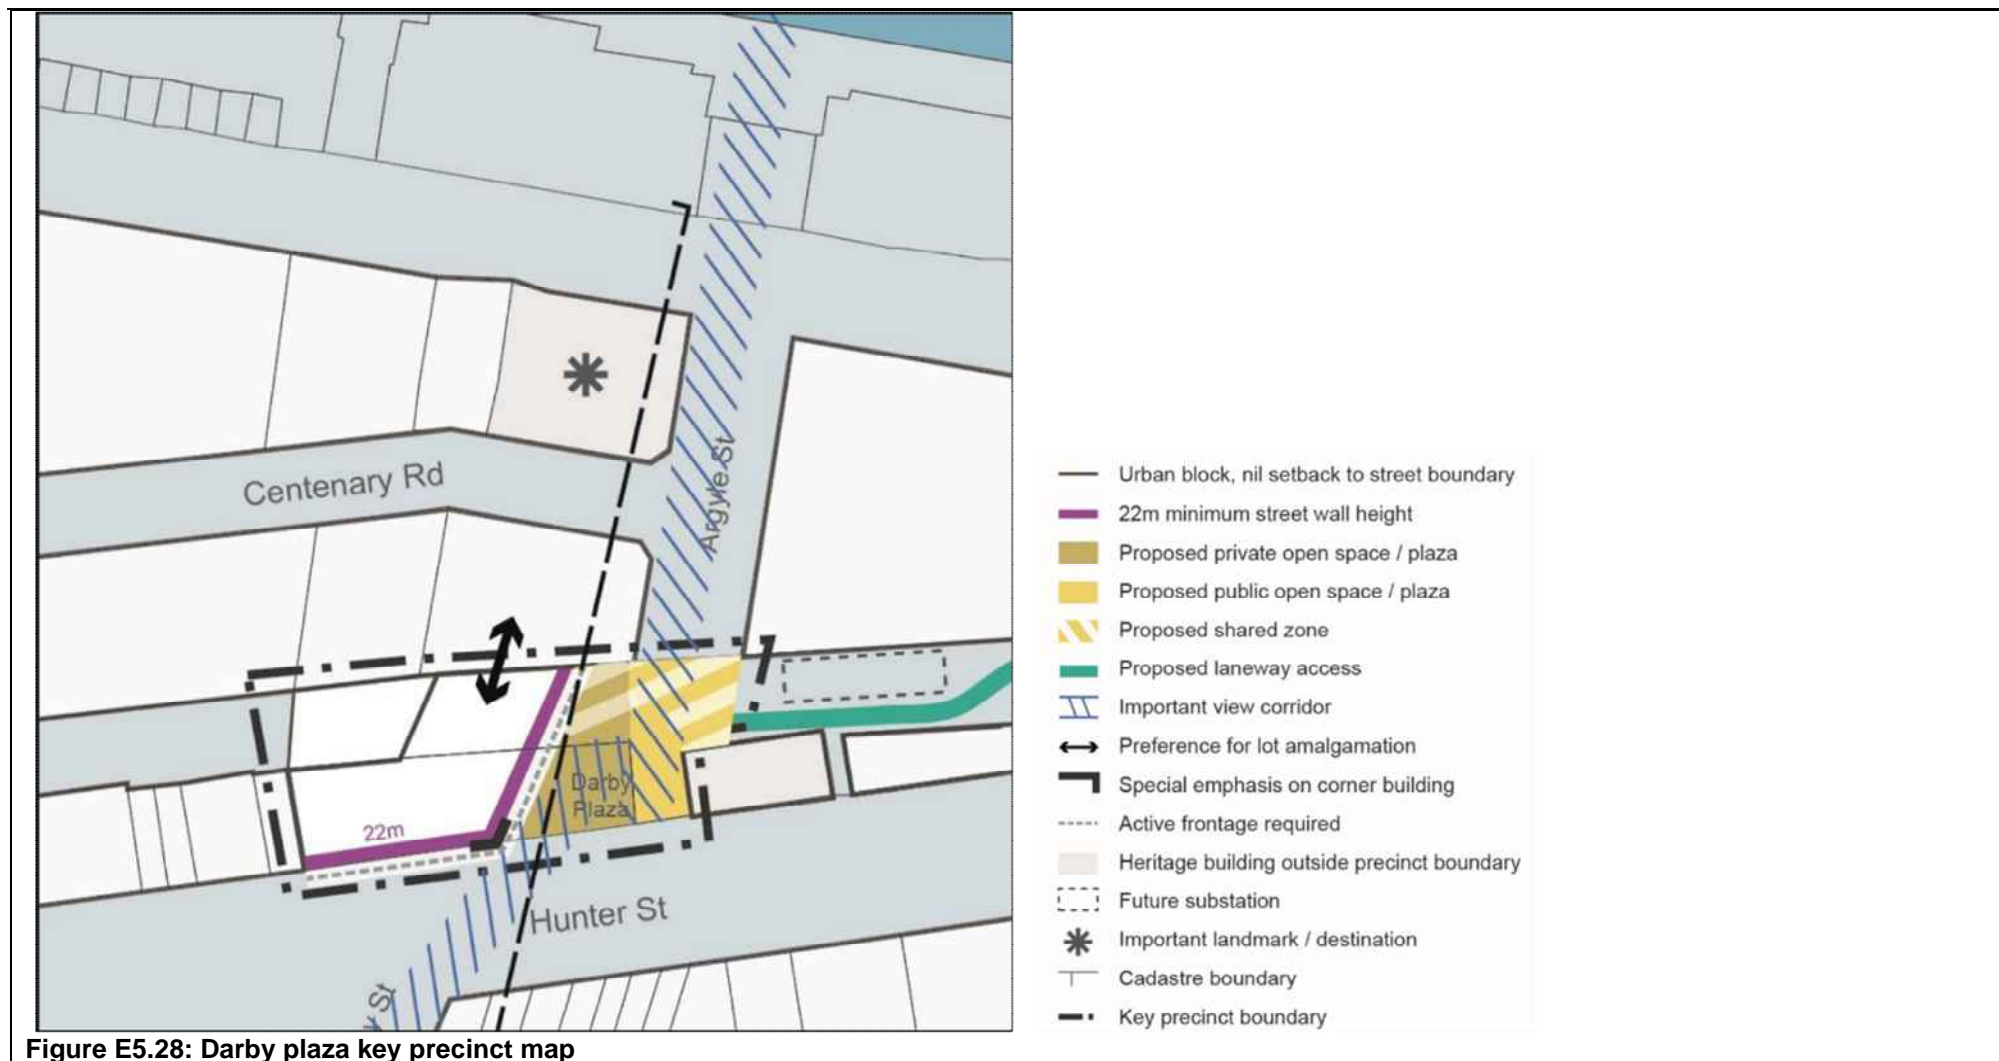 Argyle St
Centenary Rd
Darby
Plaza
22m
Hunter St
y St
Urban block, nil setback to street boundary
22m minimum street wall height
Proposed private open space / plaza
Proposed public open space / plaza
Proposed shared zone
Proposed laneway access
Important view corridor
Preference for lot amalgamation
Special emphasis on corner building
Active frontage required
Heritage building outside precinct boundary
Future substation
Important landmark / destination
Cadastre boundary
Key precinct boundary
Figure E5.28: Darby plaza key precinct map